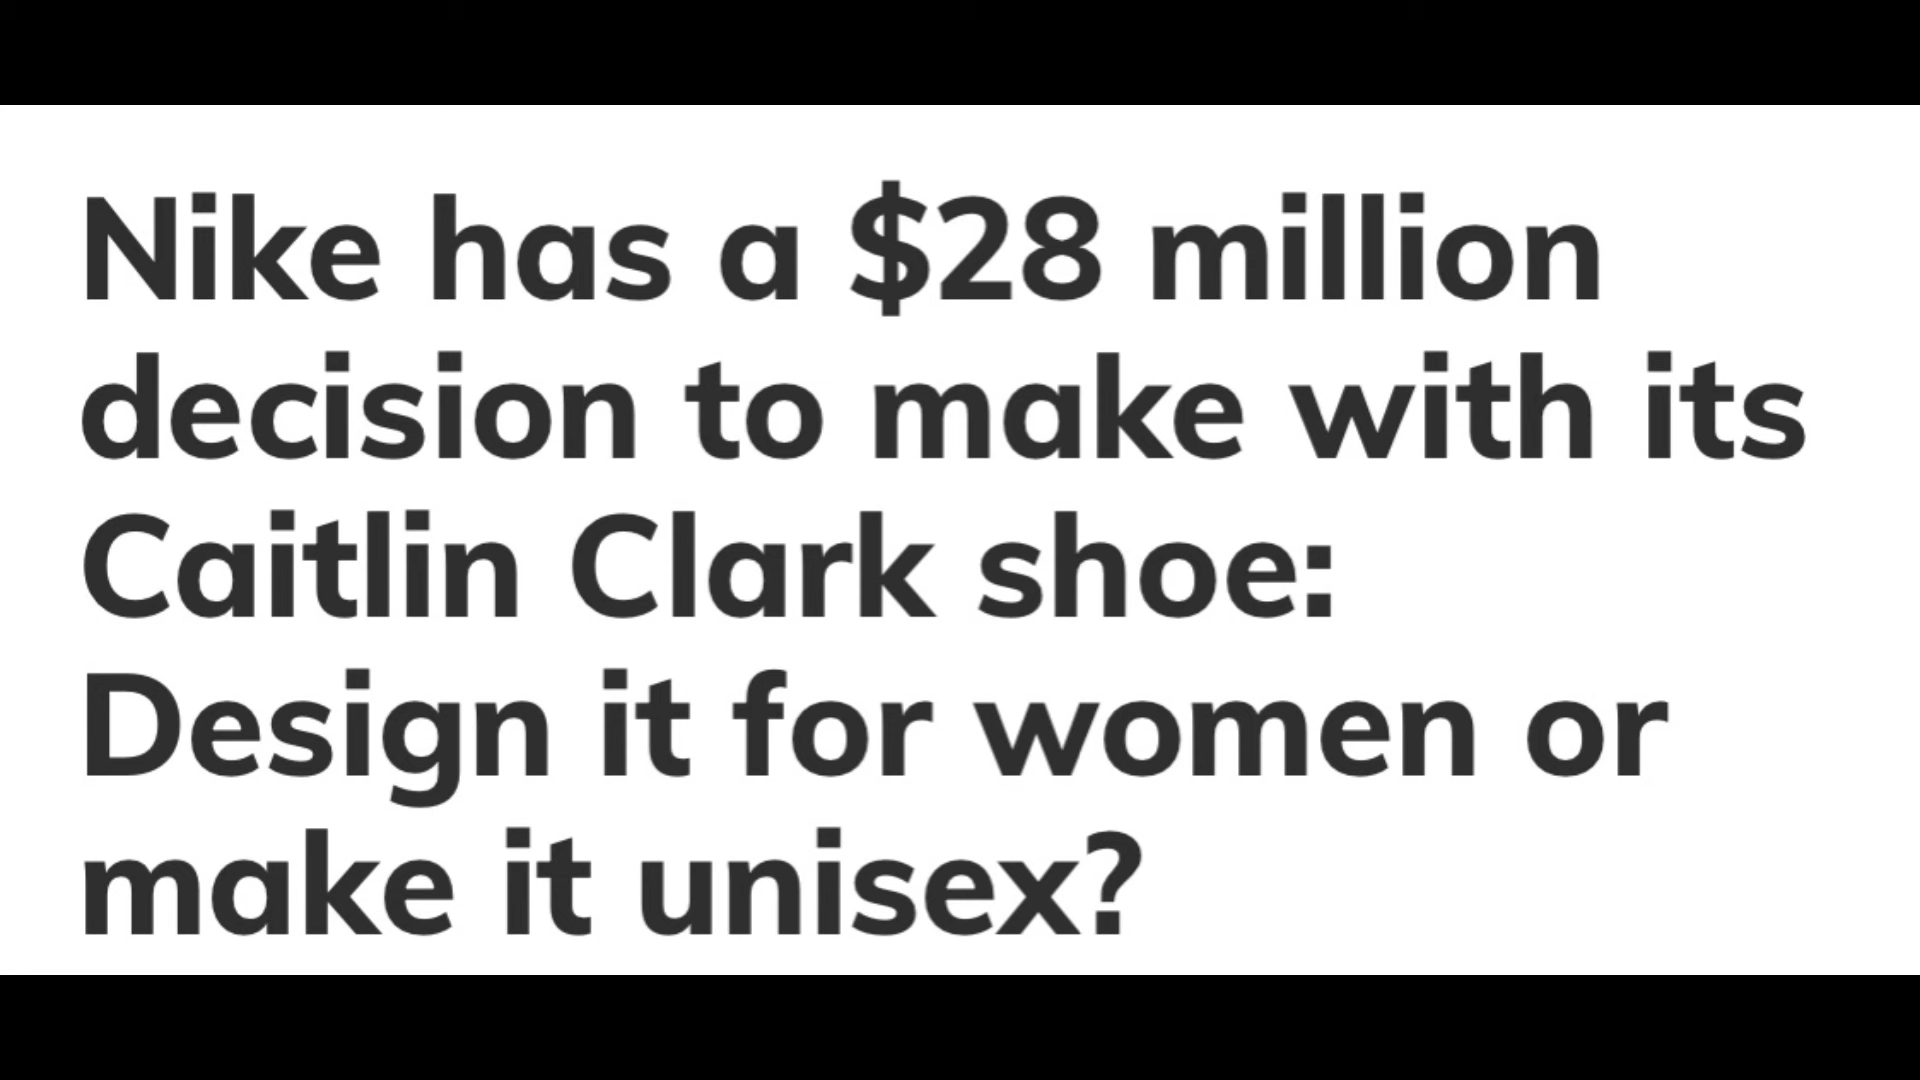 Nike has a $28 million
decision to make with its
Caitlin Clark shoe:
Design it for women or
make it unisex?